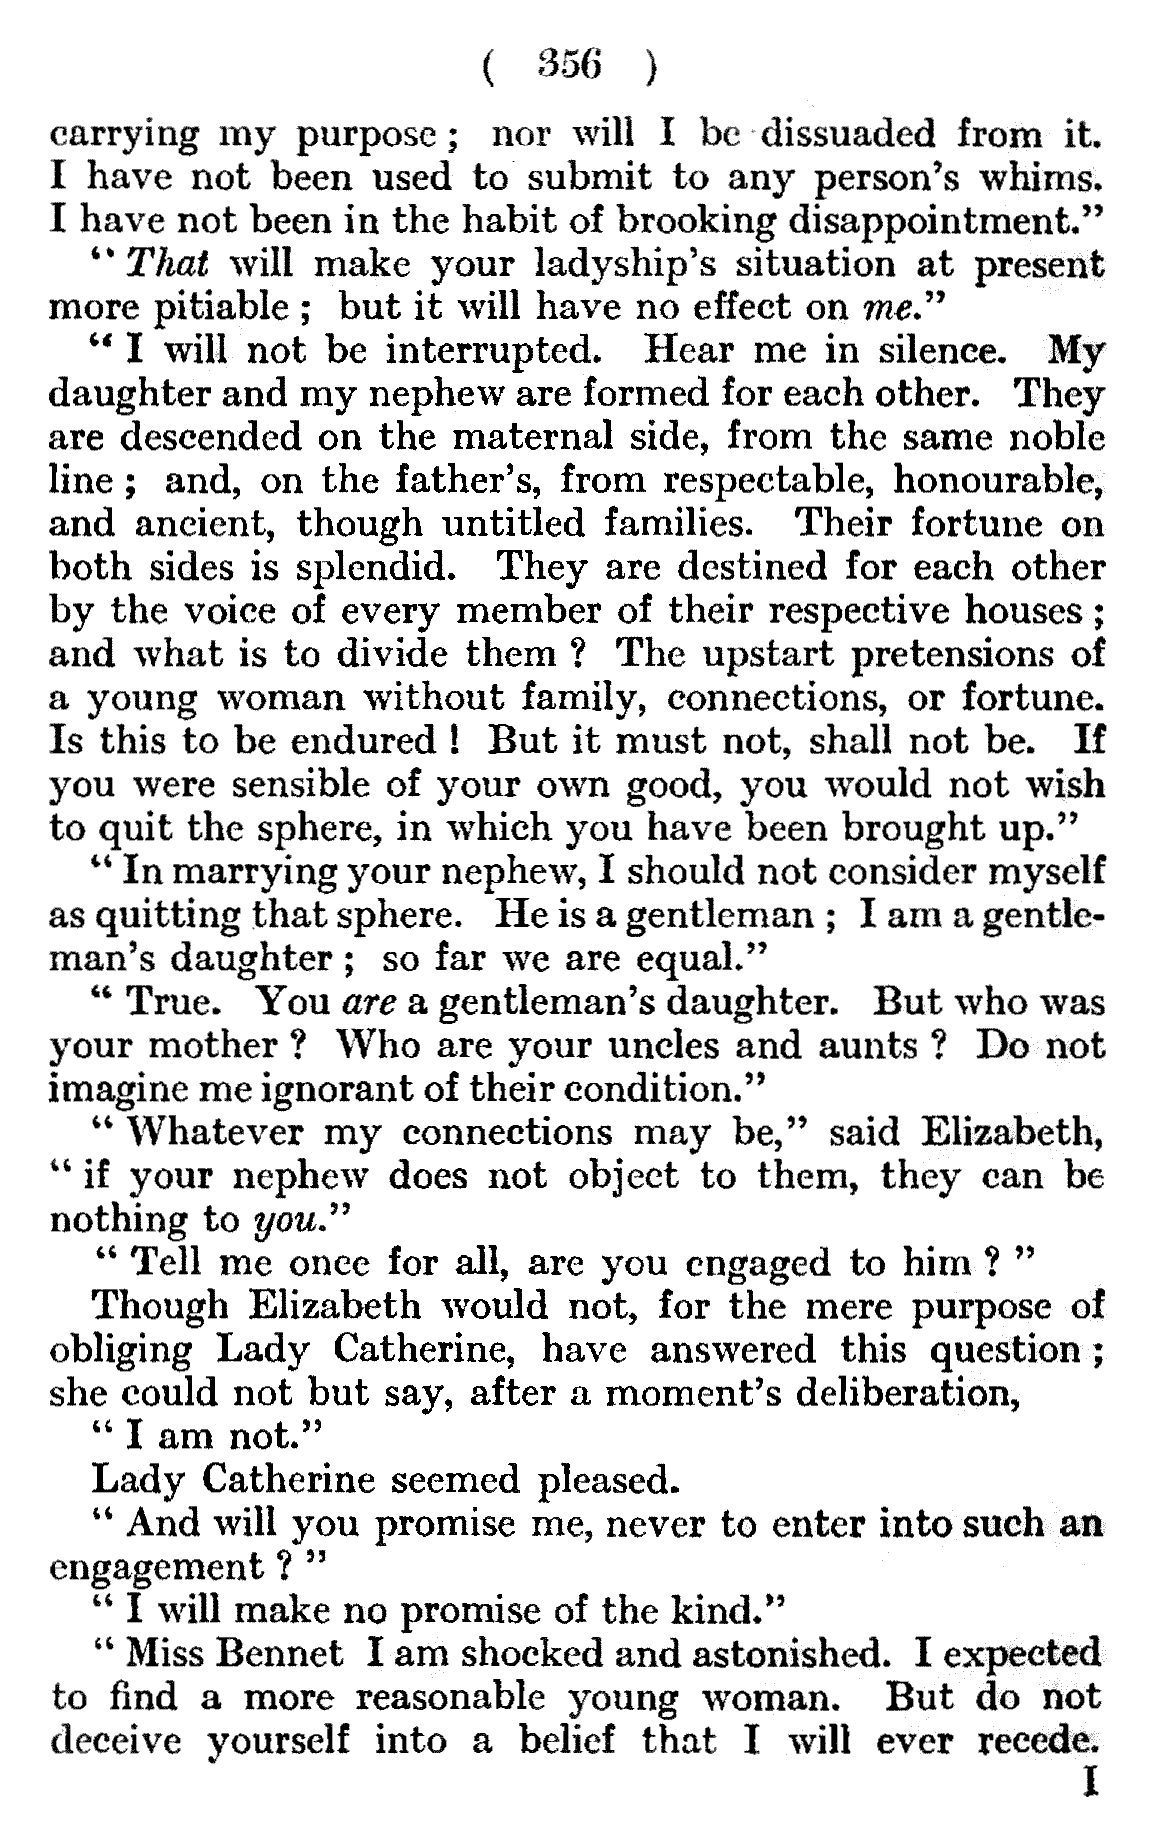 ( 356 )
carrying my purpose ; nor will I be dissuaded from it.
I have not been used to submit to any person's whims.
I have not been in the habit of brooking disappointment.”
“ That will make your ladyship's situation at present
more pitiable ; but it will have no effect on me.”
“ I will not be interrupted. Hear me in silence. My
daughter and my nephew are formed for each other. They
are descended on the maternal side, from the same noble
line ; and, on the father's, from respectable, honourable,
and ancient, though untitled families. Their fortune on
both sides is splendid. They are destined for each other
by the voice of every member of their respective houses ;
and what is to divide them ? The upstart pretensions of
a young woman without family, connections, or fortune.
Is this to be endured ! But it must not, shall not be. If
you were sensible of your own good, you would not wish
to quit the sphere, in which you have been brought up.”
“ In marrying your nephew, I should not consider myself
as quitting that sphere. He is a gentleman ; I am a gentle-
man's daughter ; so far we are equal.”
“ True. You are a gentleman's daughter. But who was
your mother ? Who are your uncles and aunts ? Do not
imagine me ignorant of their condition.”
“ Whatever my connections may be,” said Elizabeth,
“ if your nephew does not object to them, they can be
nothing to you.”
“ Tell me once for all, are you engaged to him ? ”
Though Elizabeth would not, for the mere purpose of
obliging Lady Catherine, have answered this question ;
she could not but say, after a moment's deliberation,
“ I am not.”
Lady Catherine seemed pleased.
“ And will you promise me, never to enter into such an
engagement ? ”
“ I will make no promise of the kind.”
“ Miss Bennet I am shocked and astonished. I expected
to find a more reasonable young woman. But do not
deceive yourself into a belief that I will ever recede.
I